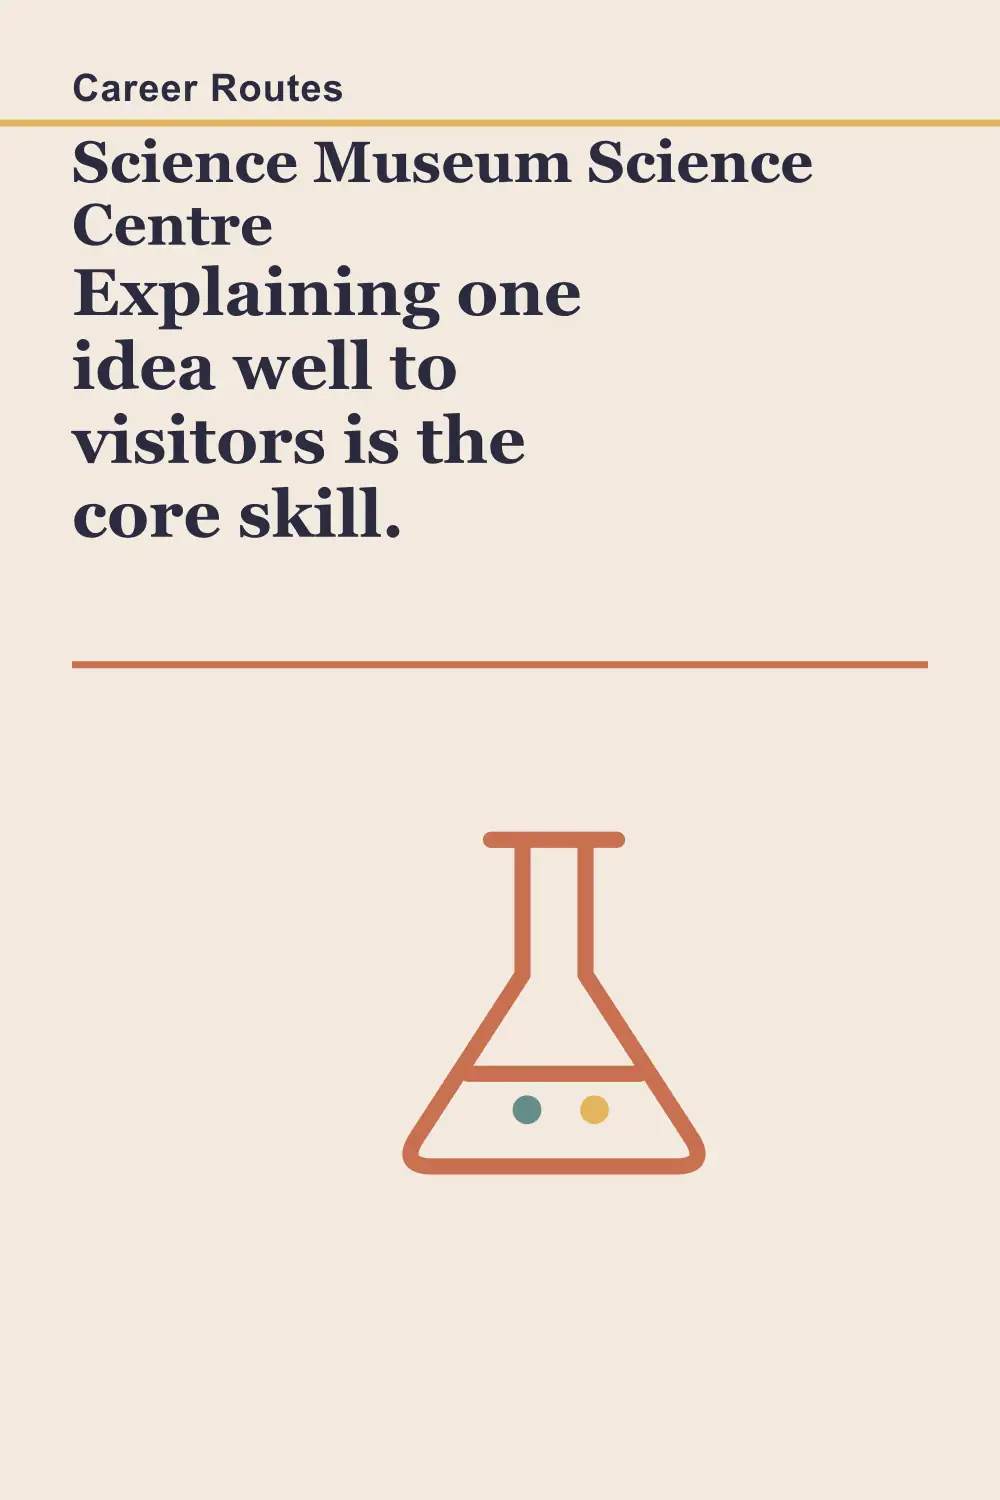 Career Routes
Science Museum Science
Centre
Explaining one
idea well to
visitors is the
core skill.